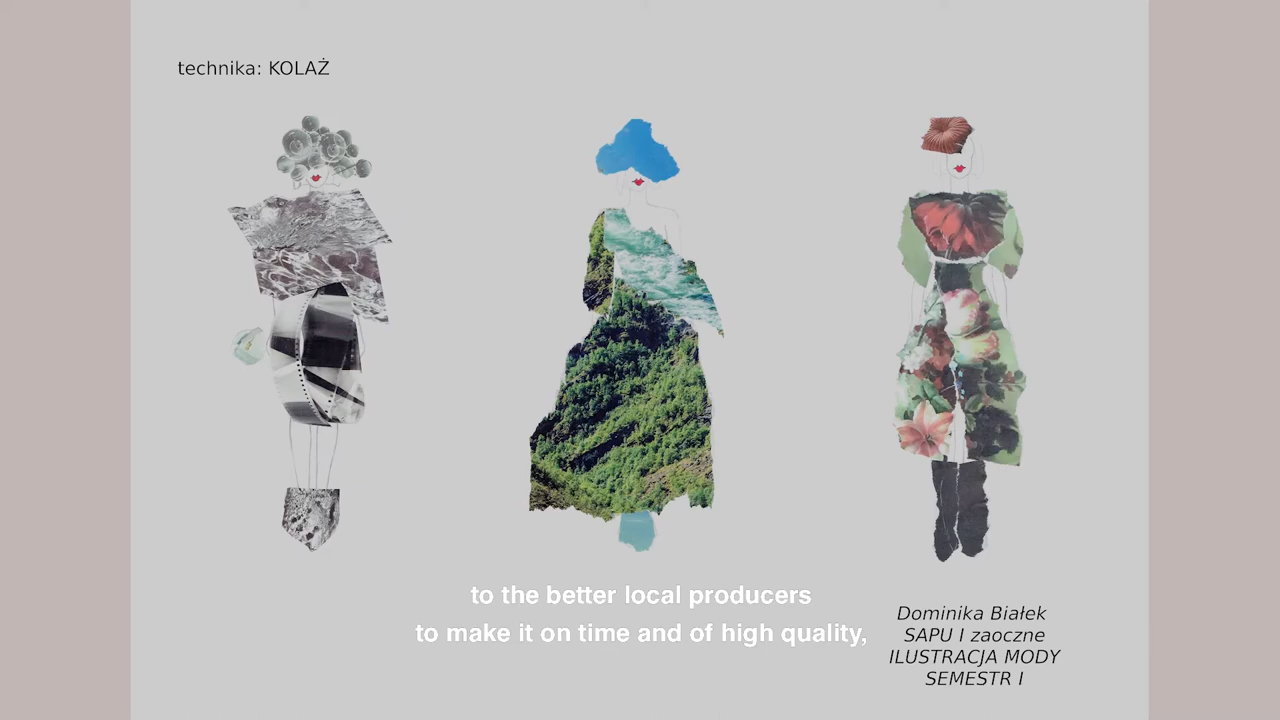 technika: KOLAŻ
to the better local producers
to make it on time and of high quality,
Dominika Białek
SAPU I zaoczne
ILUSTRACJA MODY
SEMESTR I